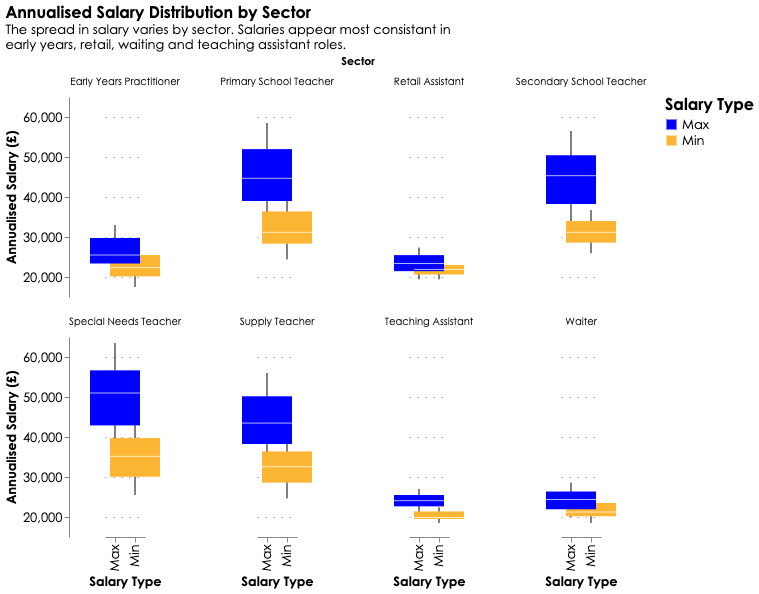 Annualised Salary Distribution by Sector
The spread in salary varies by sector. Salaries appear most consistant in
early years, retail, waiting and teaching assistant roles.
Sector
Early Years Practitioner Primary School Teacher Retail Assistant Secondary School Teacher
Salary Type
Max
Min
Annualised Salary (£)
60,000
50,000
40,000
30,000
20,000
Special Needs Teacher Supply Teacher Teaching Assistant Waiter
Annualised Salary (£)
60,000
50,000
40,000
30,000
20,000
Max Min Max Min Max Min Max Min
Salary Type Salary Type Salary Type Salary Type